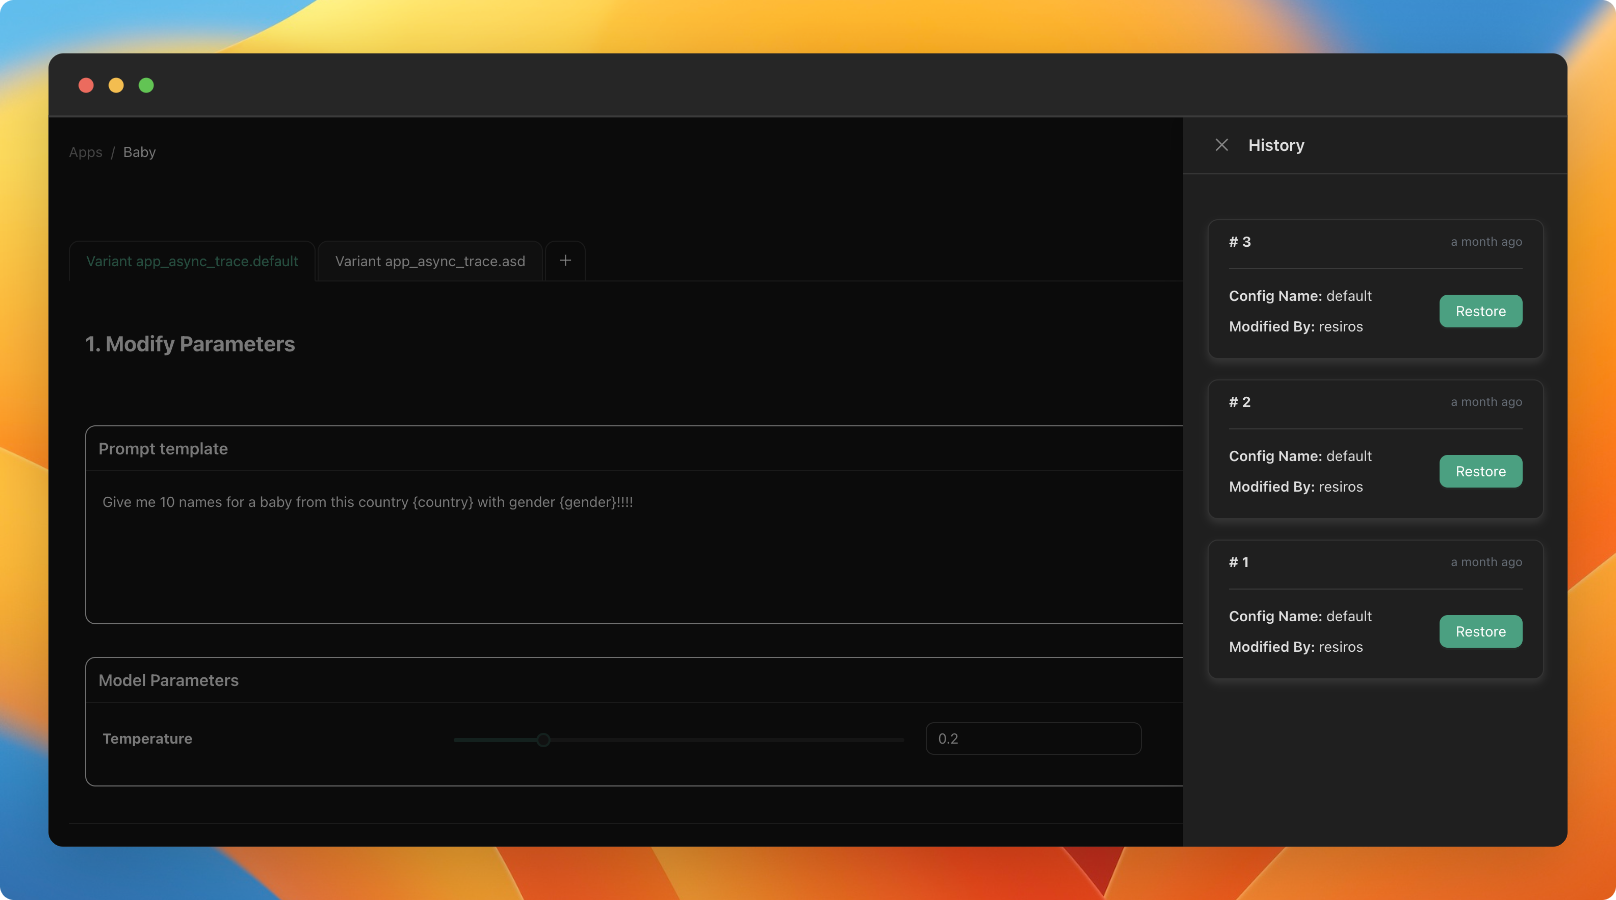 Apps / Baby
Variant app_async_trace.default
Variant app_async_trace.asd
+
1. Modify Parameters
Prompt template
Give me 10 names for a baby from this country {country} with gender {gender}!!!!
Model Parameters
Temperature
0.2
History
# 3
a month ago
Config Name: default
Modified By: resiros
Restore
# 2
a month ago
Config Name: default
Modified By: resiros
Restore
# 1
a month ago
Config Name: default
Modified By: resiros
Restore